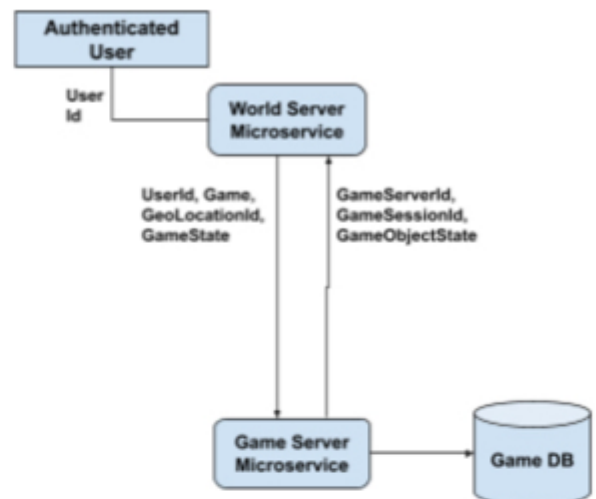 Authenticated
User
User
Id
World Server
Microservice
UserId, Game,
GeoLocationId,
GameState
GameServerId,
GameSessionId,
GameObjectState
Game Server
Microservice
Game DB